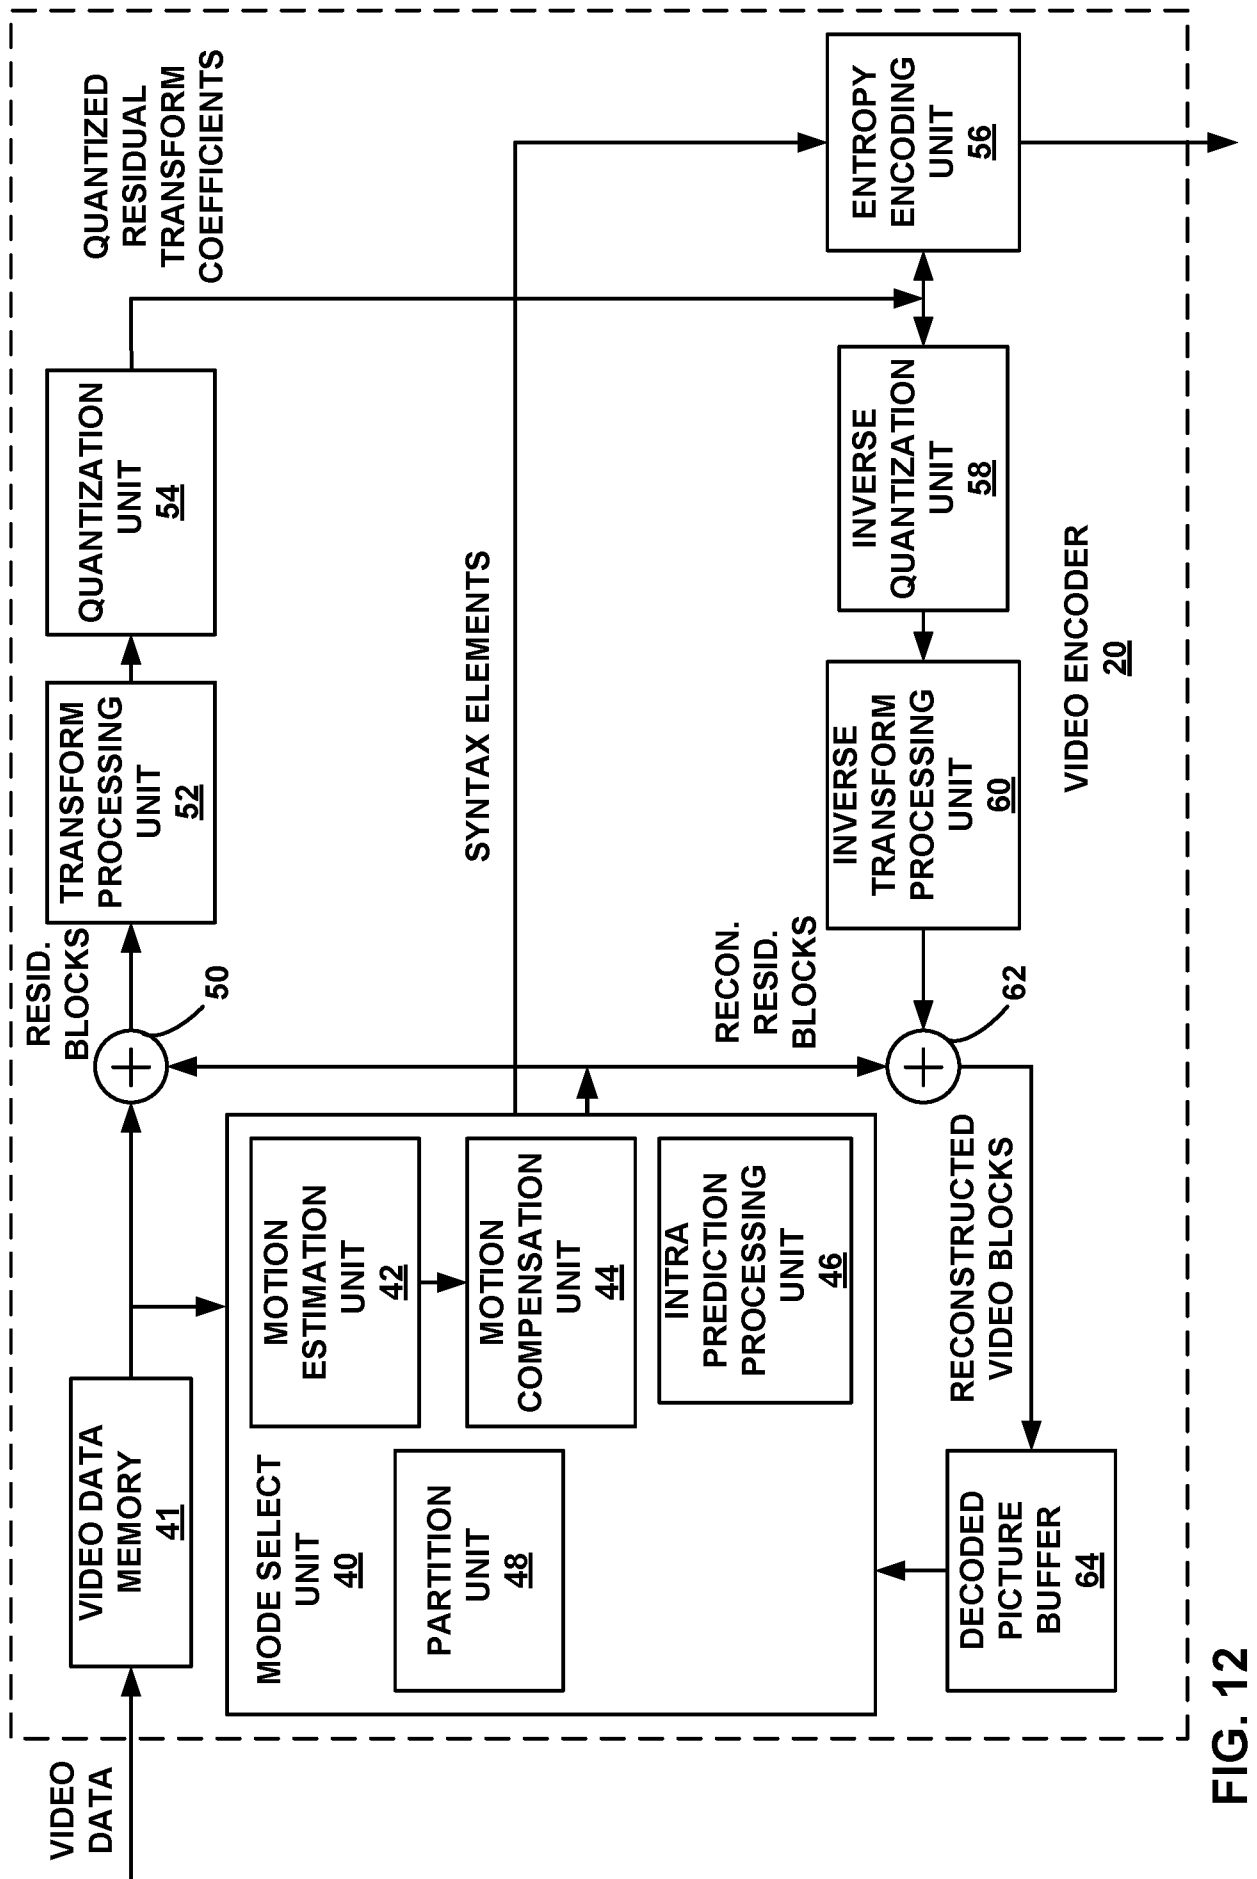 VIDEO
DATA
VIDEO DATA
MEMORY
41
MODE SELECT
UNIT
40
PARTITION
UNIT
48
MOTION
ESTIMATION
UNIT
42
MOTION
COMPENSATION
UNIT
44
INTRA
PREDICTION
PROCESSING
UNIT
46
RESID.
BLOCKS
50
TRANSFORM
PROCESSING
UNIT
52
QUANTIZATION
UNIT
54
QUANTIZED
RESIDUAL
TRANSFORM
COEFFICIENTS
SYNTAX ELEMENTS
ENTROPY
ENCODING
UNIT
56
INVERSE
QUANTIZATION
UNIT
58
INVERSE
TRANSFORM
PROCESSING
UNIT
60
RECON.
RESID.
BLOCKS
62
RECONSTRUCTED
VIDEO BLOCKS
DECODED
PICTURE
BUFFER
64
VIDEO ENCODER
20
FIG. 12